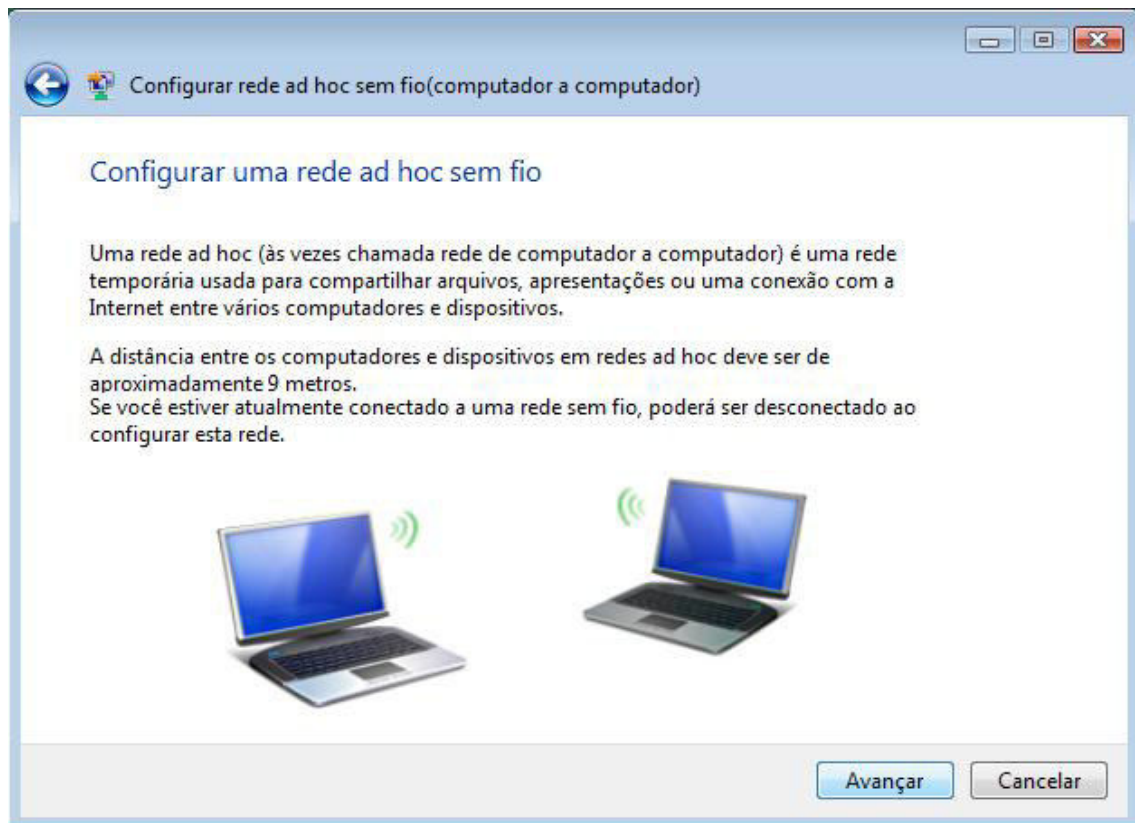 Configurar rede ad hoc sem fio(computador a computador)
Configurar uma rede ad hoc sem fio
Uma rede ad hoc (às vezes chamada rede de computador a computador) é uma rede
temporária usada para compartilhar arquivos, apresentações ou uma conexão com a
Internet entre vários computadores e dispositivos.
A distância entre os computadores e dispositivos em redes ad hoc deve ser de
aproximadamente 9 metros.
Se você estiver atualmente conectado a uma rede sem fio, poderá ser desconectado ao
configurar esta rede.
Avançar
Cancelar